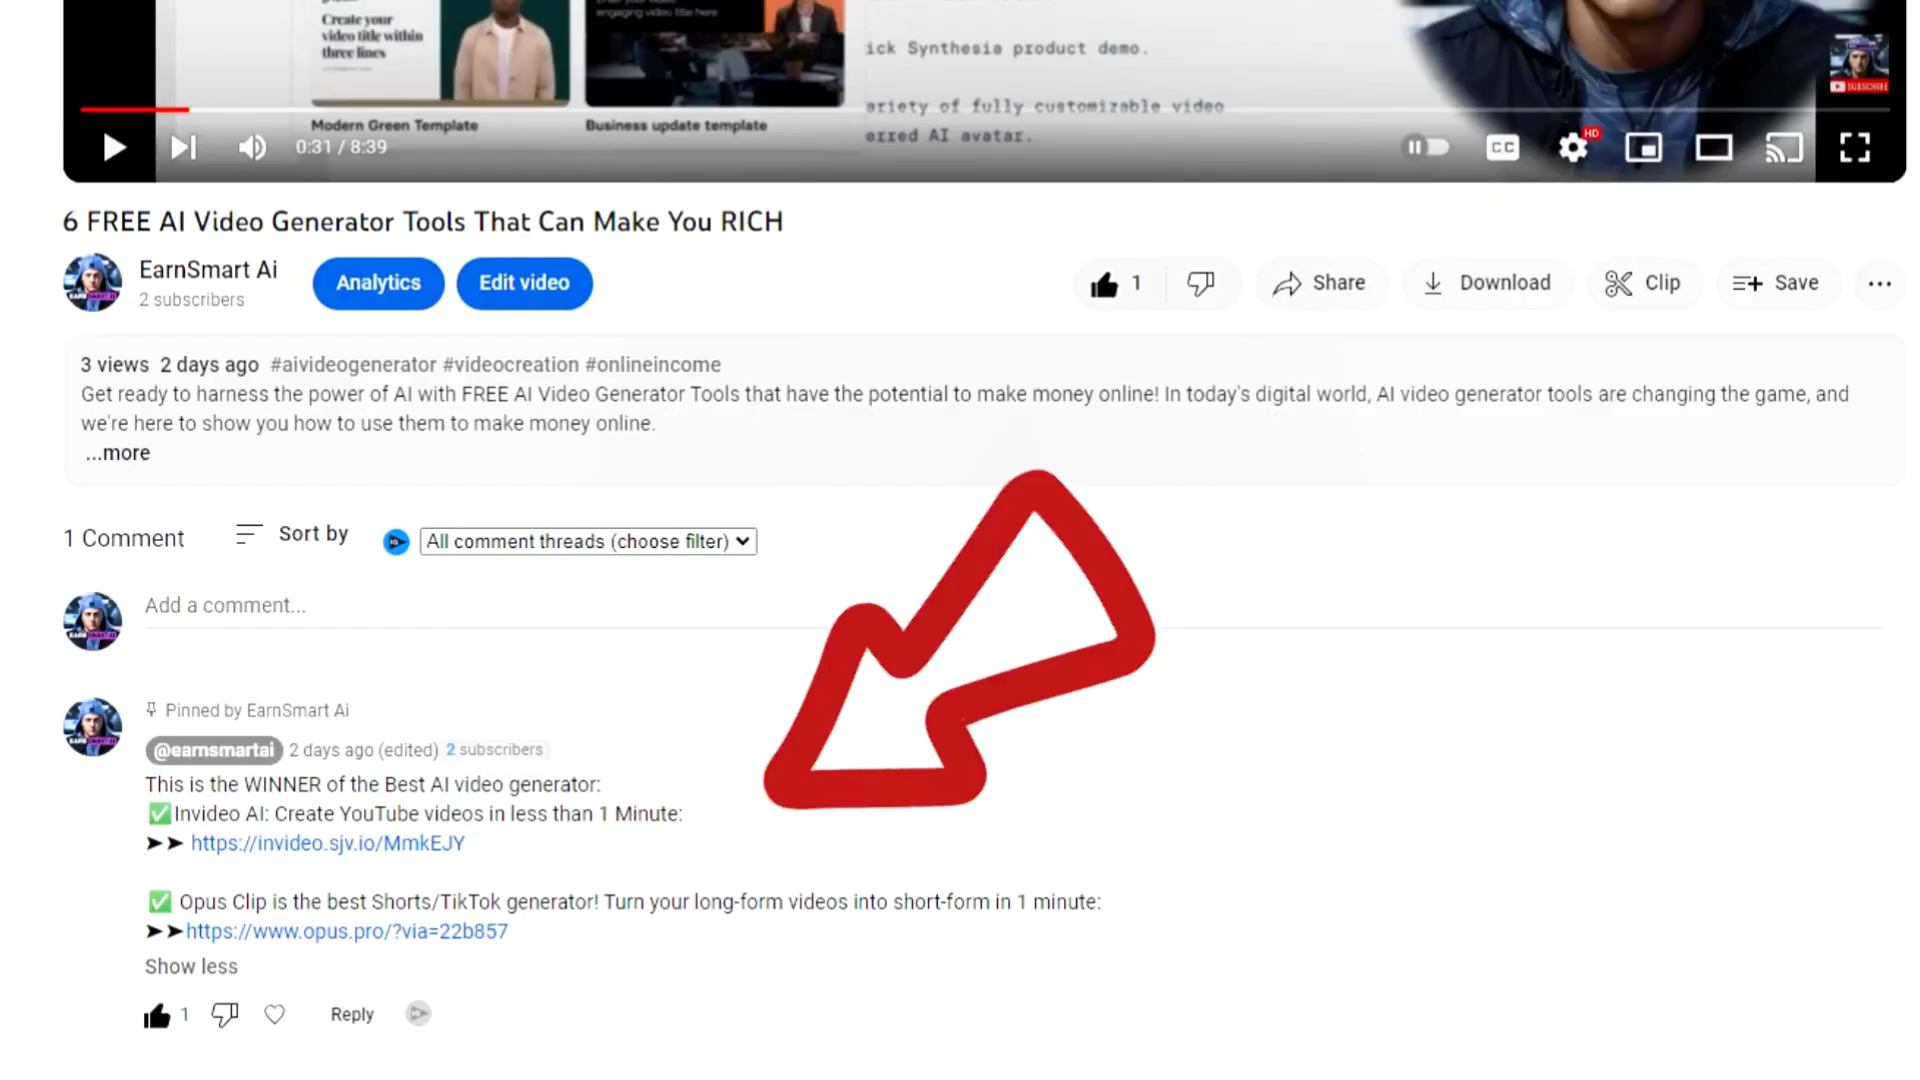 Create your
video title within
three lines
engaging video title here
ick Synthesia product demo.
ariety of fully customizable video
erred AI avatar.
Modern Green Template
Business update template
SUBSCRIBE
0:31 / 8:39
CC
HD
6 FREE AI Video Generator Tools That Can Make You RICH
EarnSmart Ai
2 subscribers
Analytics
Edit video
1
Share
Download
Clip
Save
3 views 2 days ago #aivideogenerator #videocreation #onlineincome
Get ready to harness the power of AI with FREE AI Video Generator Tools that have the potential to make money online! In today's digital world, AI video generator tools are changing the game, and
we're here to show you how to use them to make money online.
...more
1 Comment
Sort by
All comment threads (choose filter)
Add a comment...
Pinned by EarnSmart Ai
@earnsmartai 2 days ago (edited) 2 subscribers
This is the WINNER of the Best AI video generator:
✅Invideo AI: Create YouTube videos in less than 1 Minute:
➤➤ https://invideo.sjv.io/MmkEJY
✅ Opus Clip is the best Shorts/TikTok generator! Turn your long-form videos into short-form in 1 minute:
➤➤https://www.opus.pro/?via=22b857
Show less
1
Reply